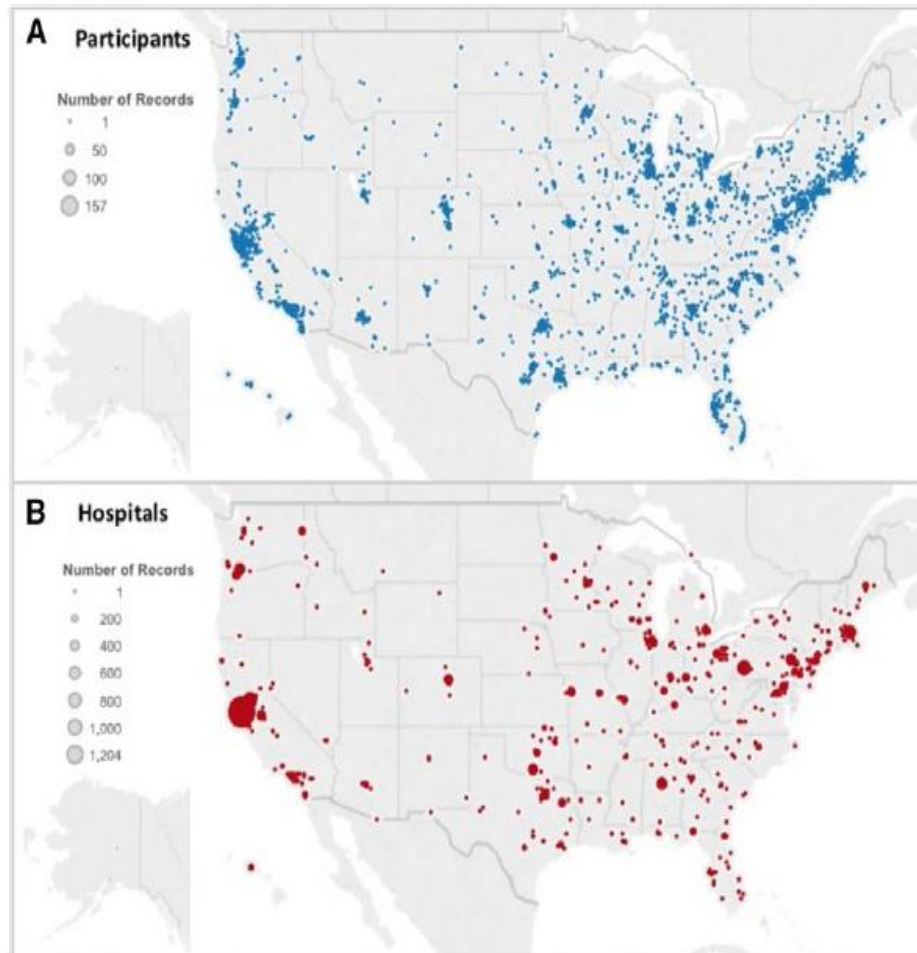 A Participants
Number of Records
1
50
100
157
B Hospitals
Number of Records
1
200
400
600
800
1,000
1,204